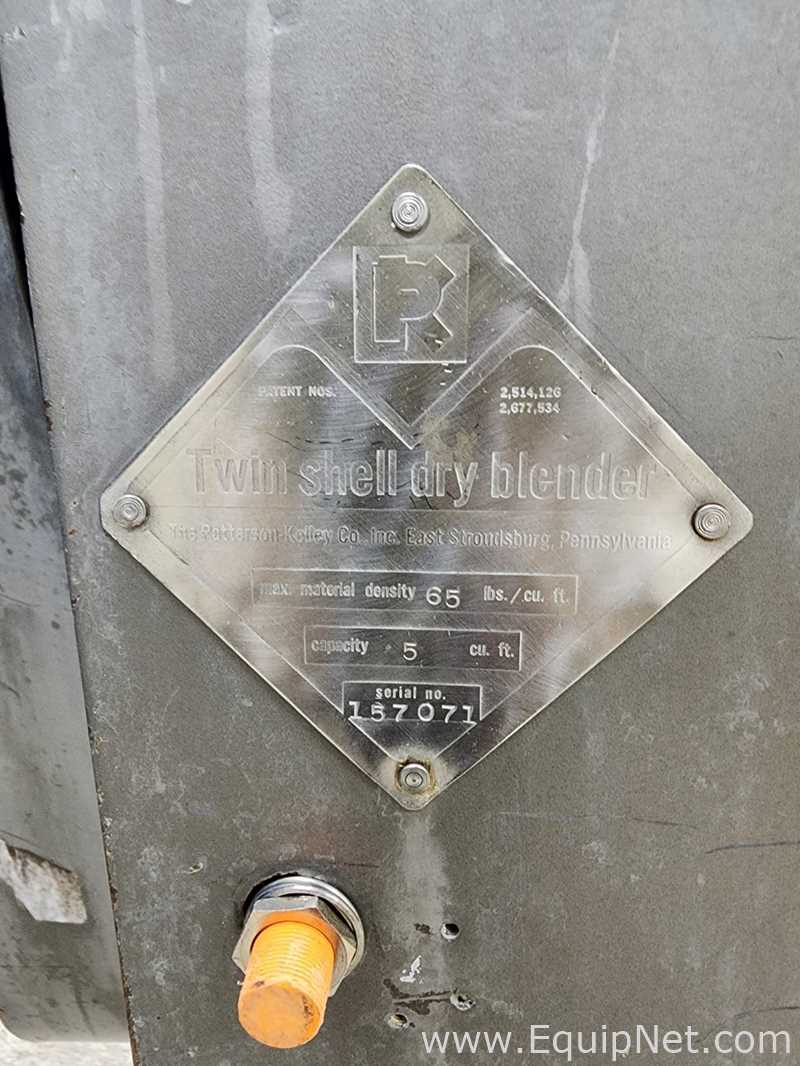 PK
PATENT NOS. 2,514,126
2,677,534
Twin shell dry blender
The Patterson-Kelley Co. Inc. East Stroudsburg, Pennsylvania
max. material density 65 lbs./cu. ft.
capacity 5 cu. ft.
serial no.
157071
www.EquipNet.com